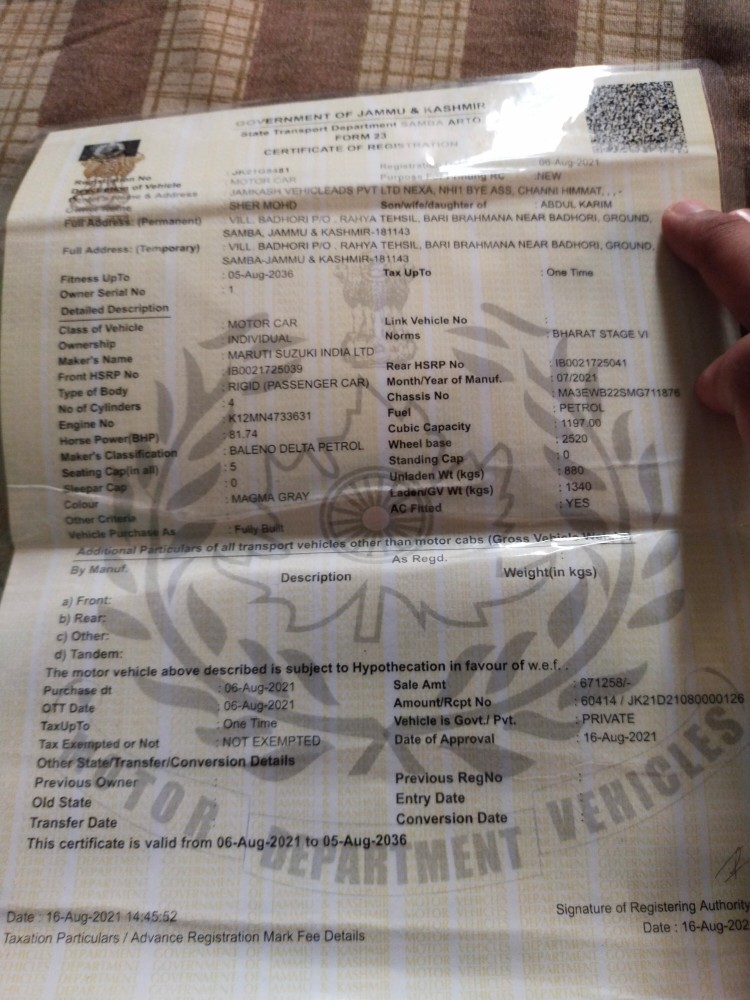 GOVERNMENT OF JAMMU & KASHMIR
State Transport Department SAMBA ARTO
FORM 23
CERTIFICATE OF REGISTRATION
Registration No : JK21G9481 06-Aug-2021
Description of Vehicle : MOTOR CAR Purpose RC :NEW
Name & Address : JAMKASH VEHICLEADS PVT LTD NEXA, NH1 BYE ASS, CHANNI HIMMAT, , , -
SHER MOHD Son/wife/daughter of : ABDUL KARIM
Full Address: (Permanent) : VILL. BADHORI P/O . RAHYA TEHSIL, BARI BRAHMANA NEAR BADHORI, GROUND, SAMBA, JAMMU & KASHMIR-181143
Full Address: (Temporary) : VILL. BADHORI P/O . RAHYA TEHSIL, BARI BRAHMANA NEAR BADHORI, GROUND, SAMBA-JAMMU & KASHMIR-181143
Fitness UpTo : 05-Aug-2036 Tax UpTo : One Time
Owner Serial No : 1
Detailed Description
Class of Vehicle : MOTOR CAR Link Vehicle No :
Ownership : INDIVIDUAL Norms : BHARAT STAGE VI
Maker's Name : MARUTI SUZUKI INDIA LTD
Front HSRP No : IB0021725039 Rear HSRP No : IB0021725041
Type of Body : RIGID (PASSENGER CAR) Month/Year of Manuf. : 07/2021
No of Cylinders : 4 Chassis No : MA3EWB22SMG711876
Engine No : K12MN4733631 Fuel : PETROL
Horse Power(BHP) : 81.74 Cubic Capacity : 1197.00
Maker's Classification : BALENO DELTA PETROL Wheel base : 2520
Seating Cap(in all) : 5 Standing Cap : 0
Sleepar Cap : 0 Unladen Wt (kgs) : 880
Colour : MAGMA GRAY Laden/GV Wt (kgs) : 1340
Other Criteria AC Fitted : YES
Vehicle Purchase As : Fully Built
Additional Particulars of all transport vehicles other than motor cabs (Gross Vehicle
By Manuf. As Regd. :
Description Weight(in kgs)
a) Front:
b) Rear:
c) Other:
d) Tandem:
The motor vehicle above described is subject to Hypothecation in favour of w.e.f. .
Purchase dt : 06-Aug-2021 Sale Amt : 671258/-
OTT Date : 06-Aug-2021 Amount/Rcpt No : 60414 / JK21D21080000126
TaxUpTo : One Time Vehicle is Govt./ Pvt. : PRIVATE
Tax Exempted or Not : NOT EXEMPTED Date of Approval : 16-Aug-2021
Other State/Transfer/Conversion Details
Previous Owner : Previous RegNo :
Old State : Entry Date :
Transfer Date : Conversion Date :
This certificate is valid from 06-Aug-2021 to 05-Aug-2036
DEPARTMENT VEHICLES
Signature of Registering Authority
Date : 16-Aug-2021 14:45:52 Date : 16-Aug-202
Taxation Particulars / Advance Registration Mark Fee Details